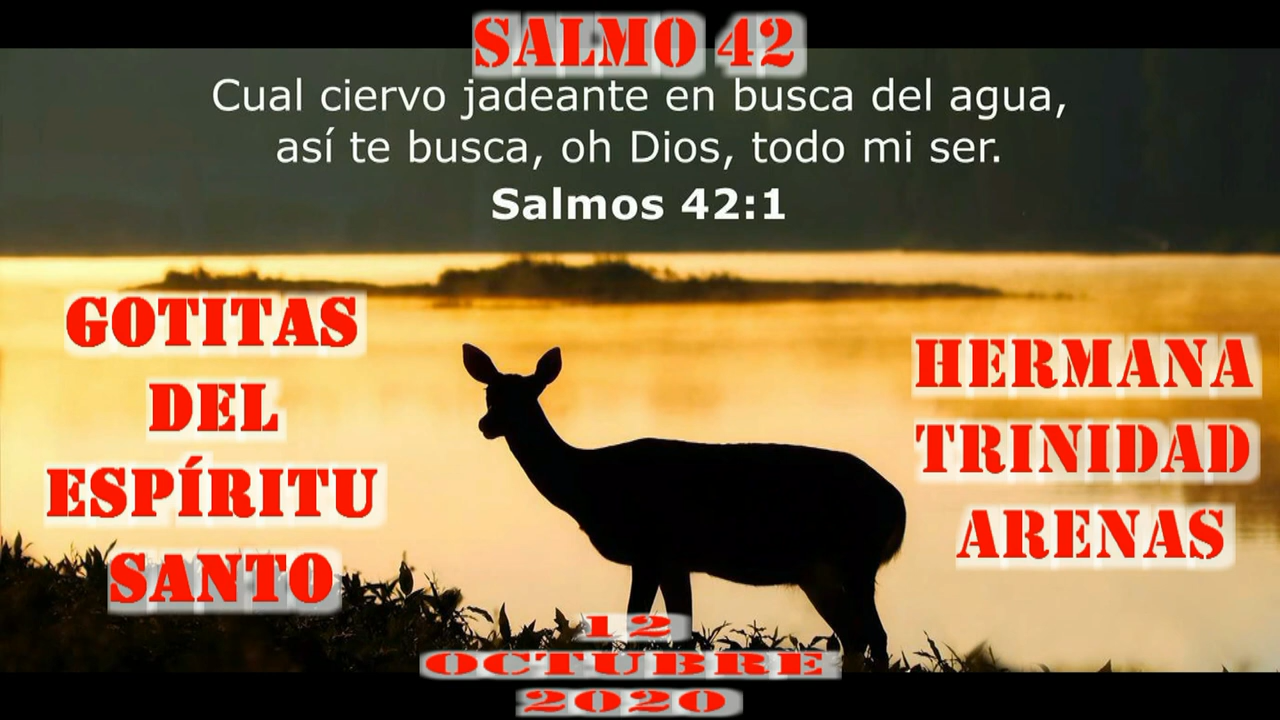 SALMO 42
Cual ciervo jadeante en busca del agua,
así te busca, oh Dios, todo mi ser.
Salmos 42:1
GOTITAS
DEL
ESPÍRITU
SANTO
HERMANA
TRINIDAD
ARENAS
12
OCTUBRE
2020